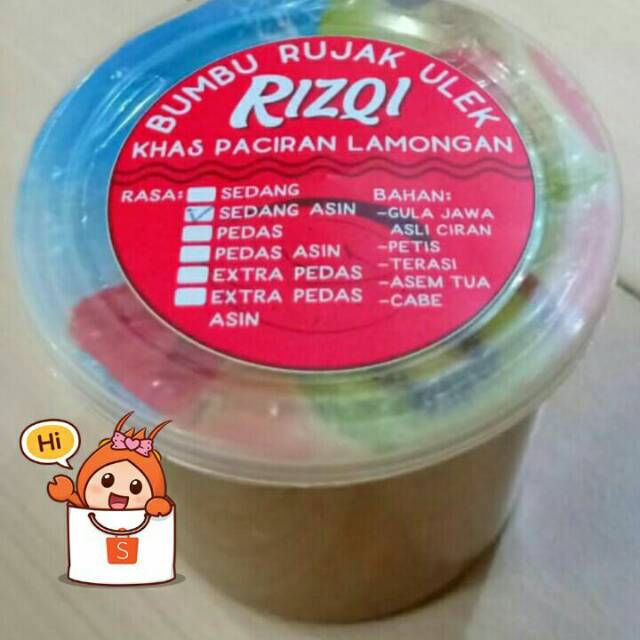 BUMBU RUJAK ULEK
RIZQI
KHAS PACIRAN LAMONGAN
RASA:
SEDANG
SEDANG ASIN
PEDAS
PEDAS ASIN
EXTRA PEDAS
EXTRA PEDAS
ASIN
BAHAN:
-GULA JAWA
ASLI CIRAN
-PETIS
-TERASI
-ASEM TUA
-CABE
Hi
S